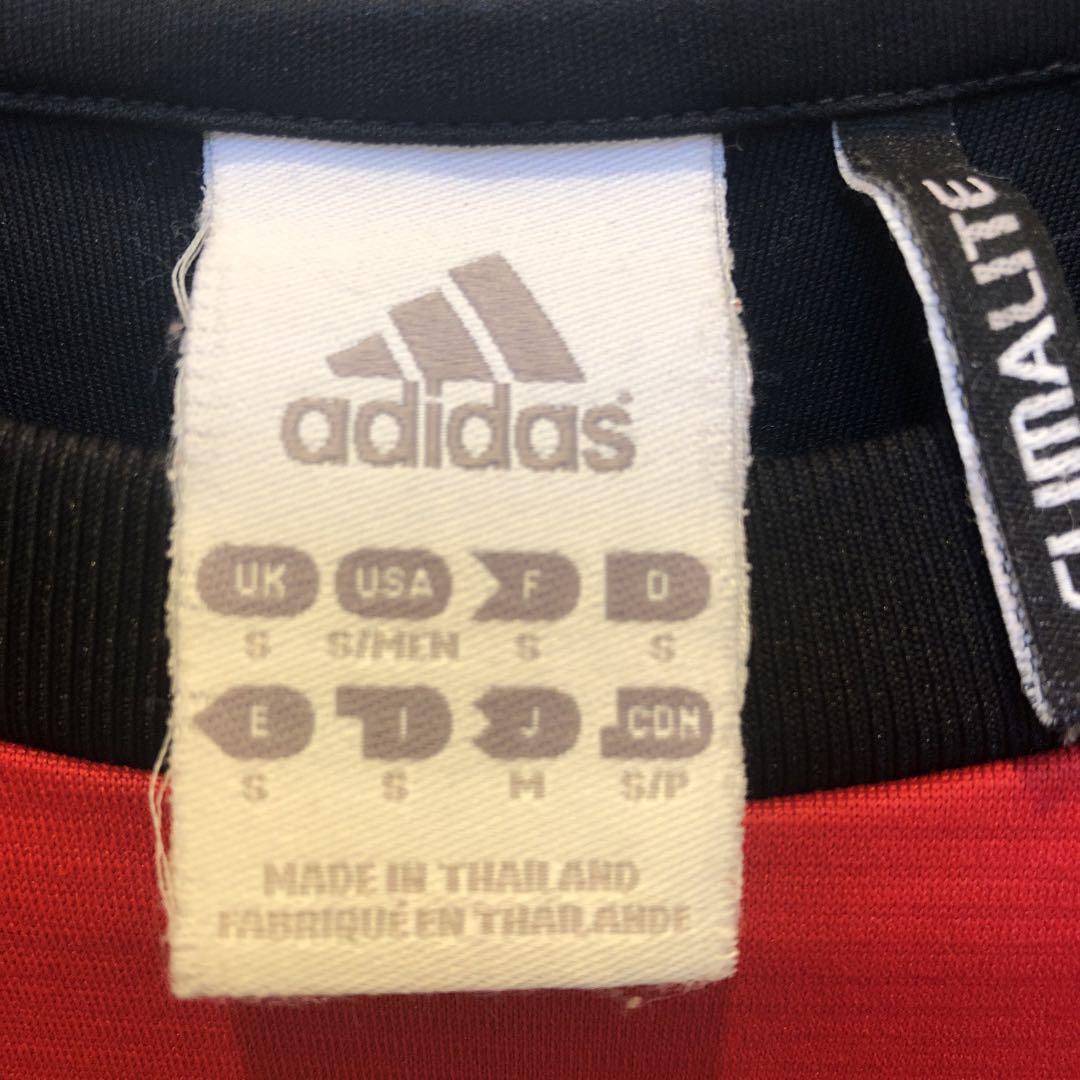 adidas
UK USA F D
S S/MEN S S
E I J CDN
S S M S/P
MADE IN THAILAND
FABRIQUÉ EN THAILANDE
CLIMALITE